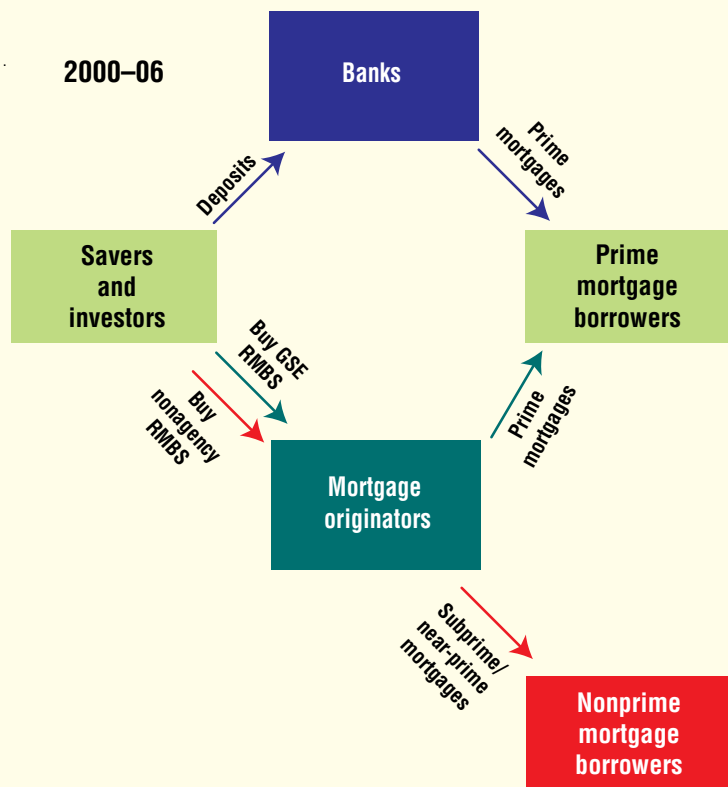 2000–06
Banks
Prime
mortgages
Deposits
Savers
and
investors
Prime
mortgage
borrowers
Buy GSE
RMBS
Buy
nonagency
RMBS
Prime
mortgages
Mortgage
originators
Subprime/
near-prime
mortgages
Nonprime
mortgage
borrowers